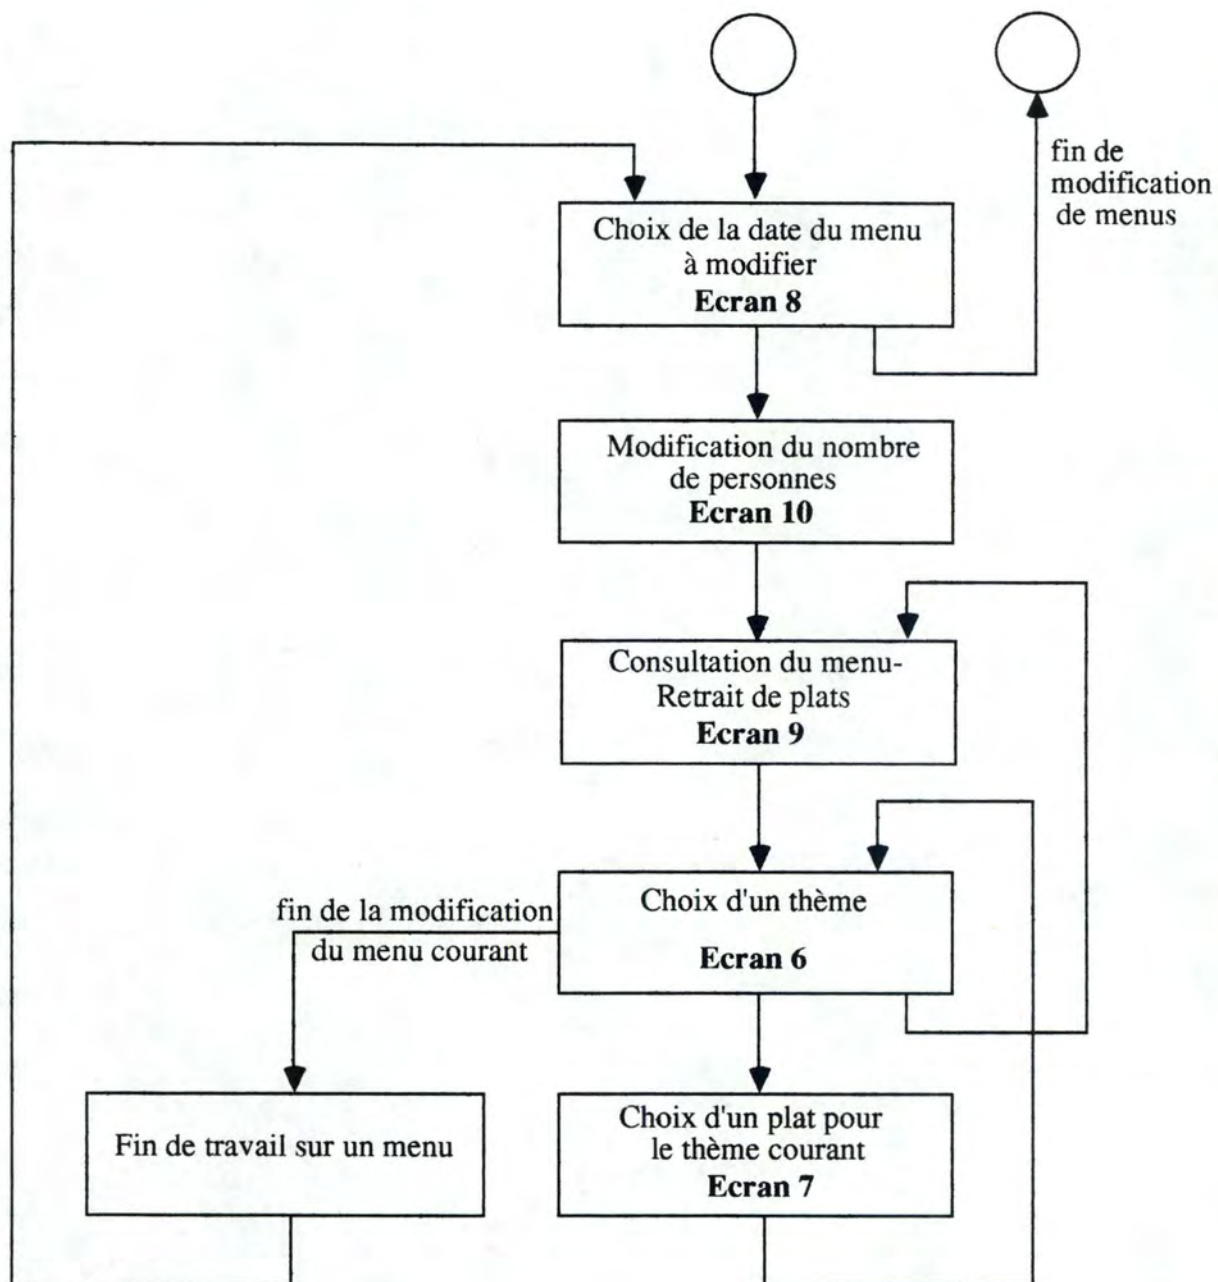 fin de
modification
de menus
Choix de la date du menu
à modifier
Ecran 8
Modification du nombre
de personnes
Ecran 10
Consultation du menu-
Retrait de plats
Ecran 9
Choix d'un thème
Ecran 6
fin de la modification
du menu courant
Fin de travail sur un menu
Choix d'un plat pour
le thème courant
Ecran 7